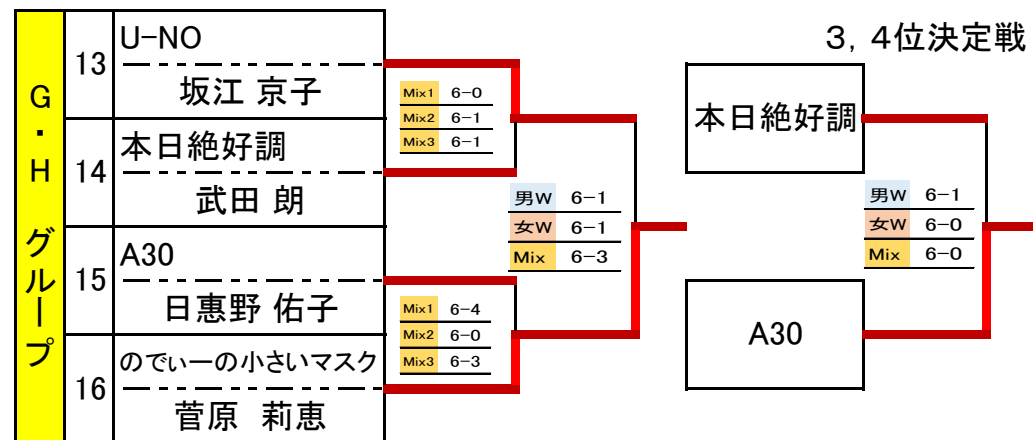 G・H グループ
13
U-NO
坂江 京子
14
本日絶好調
武田 朗
15
A30
日惠野 佑子
16
のでぃーの小さいマスク
菅原 莉恵
Mix1 6-0
Mix2 6-1
Mix3 6-1
Mix1 6-4
Mix2 6-0
Mix3 6-3
男W 6-1
女W 6-1
Mix 6-3
3, 4位決定戦
本日絶好調
A30
男W 6-1
女W 6-0
Mix 6-0